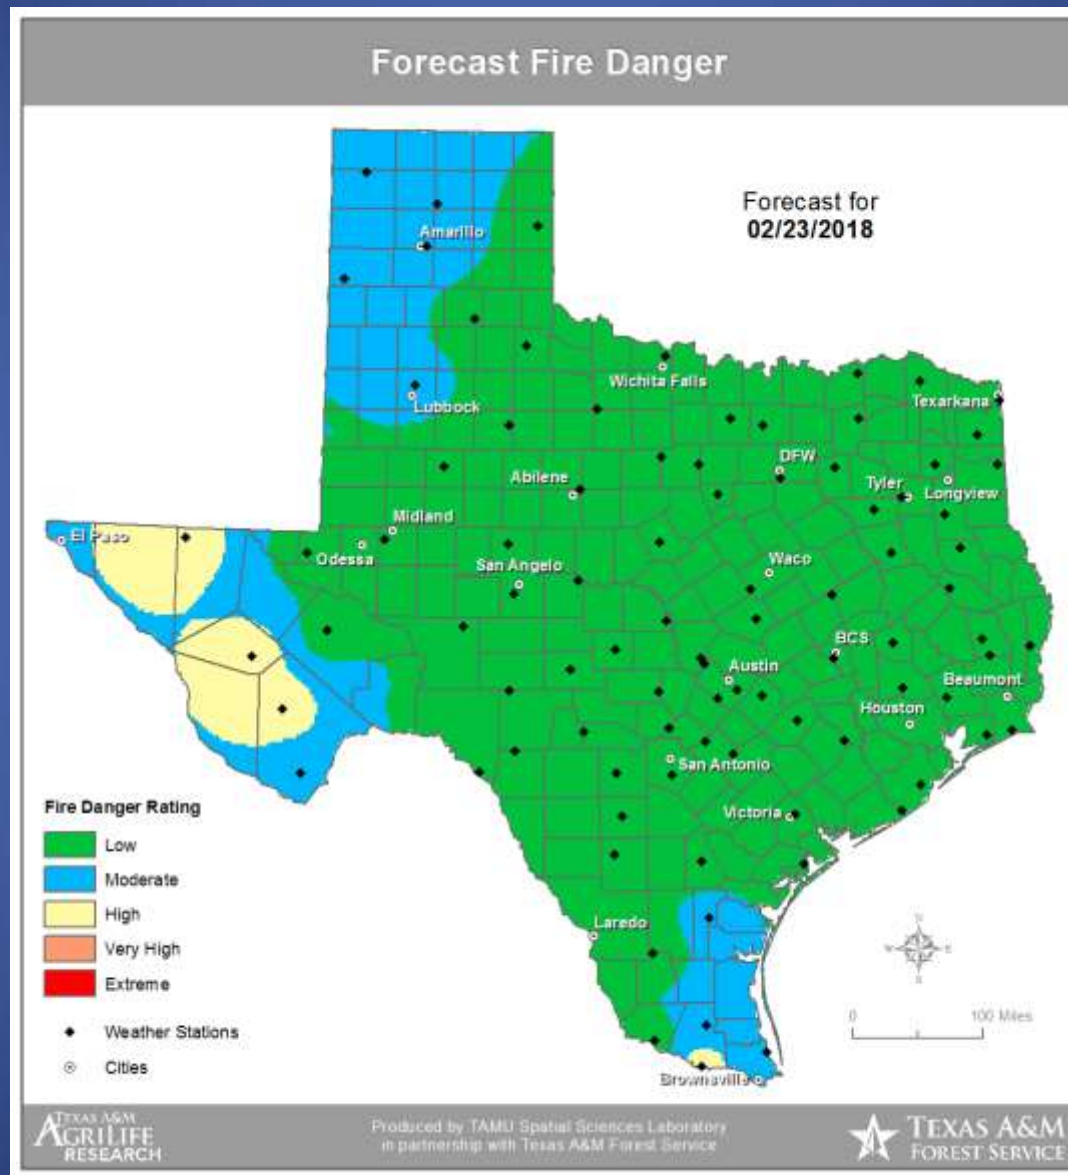 Forecast Fire Danger
Forecast for
02/23/2018
Amarillo
Lubbock
Wichita Falls
Texarkana
DFW
Abilene
Tyler
Longview
Midland
El Paso
Odessa
San Angelo
Waco
BCS
Austin
Beaumont
Houston
San Antonio
Victoria
Laredo
Brownsville
Fire Danger Rating
Low
Moderate
High
Very High
Extreme
Weather Stations
Cities
N
W E
S
0 100 Miles
TEXAS A&M
AGRILIFE
RESEARCH
Produced by TAMU Spatial Sciences Laboratory
in partnership with Texas A&M Forest Service
TEXAS A&M
FOREST SERVICE